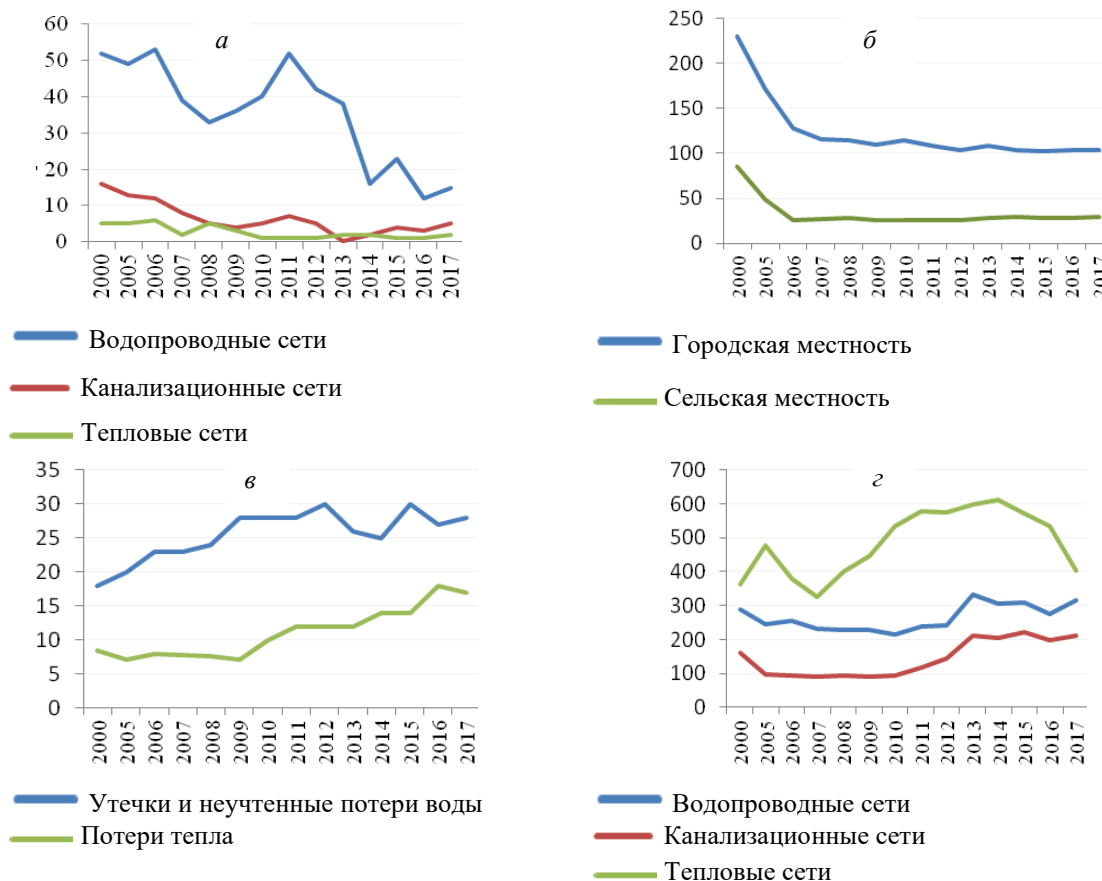 а
60
50
40
30
20
10
0
2000 2005 2006 2007 2008 2009 2010 2011 2012 2013 2014 2015 2016 2017
Водопроводные сети
Канализационные сети
Тепловые сети
б
250
200
150
100
50
0
2000 2005 2006 2007 2008 2009 2010 2011 2012 2013 2014 2015 2016 2017
Городская местность
Сельская местность
в
35
30
25
20
15
10
5
0
2000 2005 2006 2007 2008 2009 2010 2011 2012 2013 2014 2015 2016 2017
Утечки и неучтенные потери воды
Потери тепла
г
700
600
500
400
300
200
100
0
2000 2005 2006 2007 2008 2009 2010 2011 2012 2013 2014 2015 2016 2017
Водопроводные сети
Канализационные сети
Тепловые сети